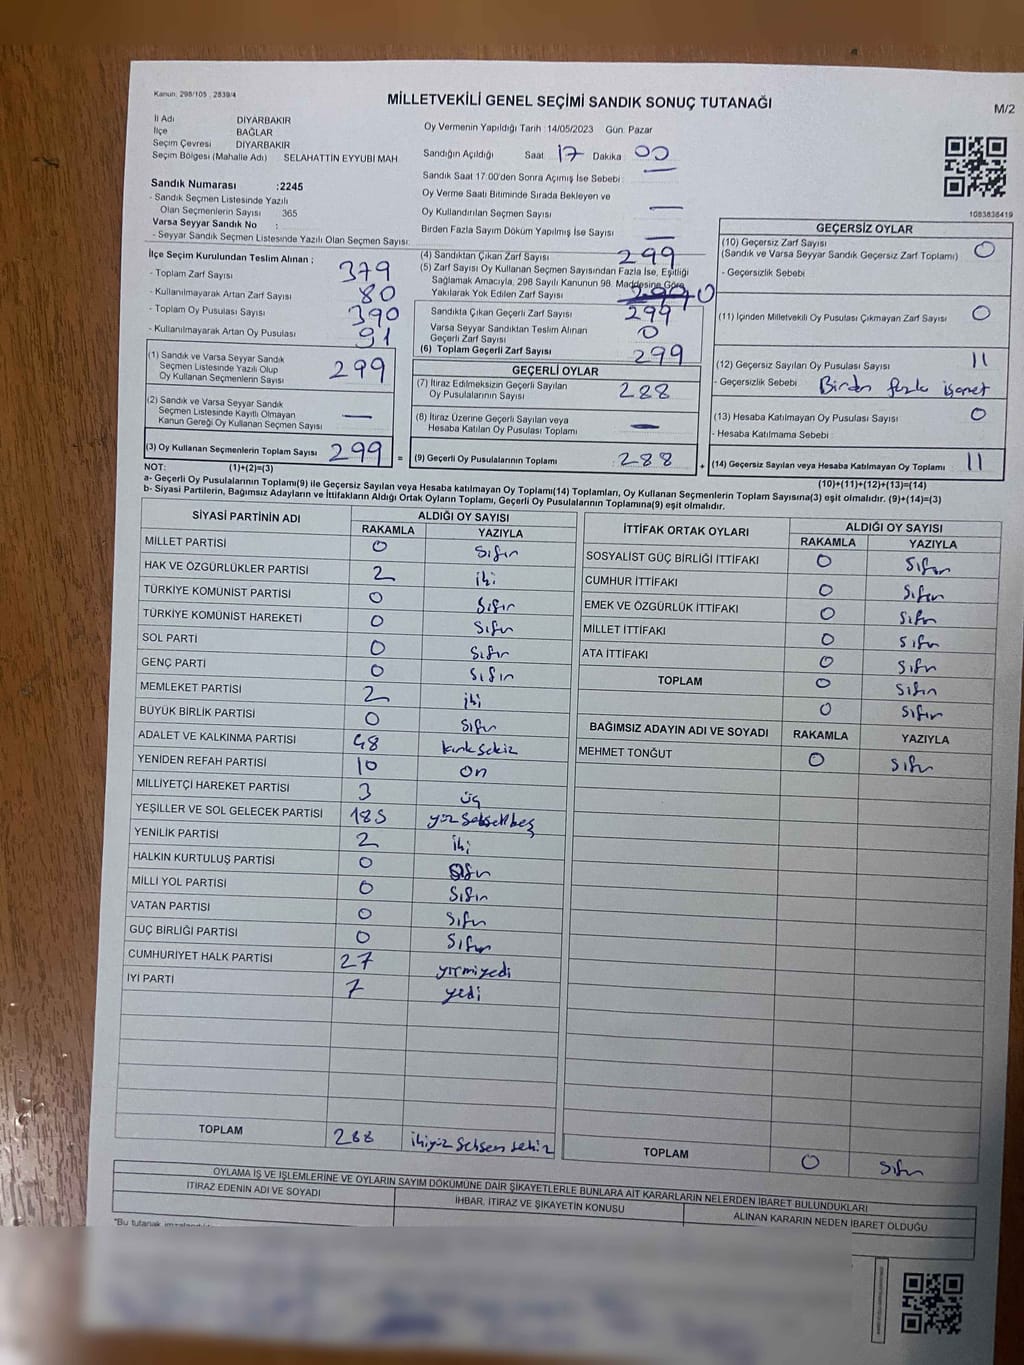 Kanun: 298/105 , 2839/4
MİLLETVEKİLİ GENEL SEÇİMİ SANDIK SONUÇ TUTANAĞI
M/2
İl Adı DİYARBAKIR
İlçe BAĞLAR
Seçim Çevresi DİYARBAKIR
Seçim Bölgesi (Mahalle Adı) SELAHATTİN EYYUBİ MAH
Sandık Numarası :2245
- Sandık Seçmen Listesinde Yazılı
Olan Seçmenlerin Sayısı 365
Varsa Seyyar Sandık No :
- Seyyar Sandık Seçmen Listesinde Yazılı Olan Seçmen Sayısı:
Oy Vermenin Yapıldığı Tarih :14/05/2023 Gün: Pazar
Sandığın Açıldığı Saat 17 Dakika 00
Sandık Saat 17:00'den Sonra Açımış İse Sebebi :
Oy Verme Saati Bitiminde Sırada Bekleyen ve
Oy Kullandırılan Seçmen Sayısı —
Birden Fazla Sayım Döküm Yapılmış İse Sayısı —
1083636419
İlçe Seçim Kurulundan Teslim Alınan ;
- Toplam Zarf Sayısı 379
- Kullanılmayarak Artan Zarf Sayısı 80
- Toplam Oy Pusulası Sayısı 390
- Kullanılmayarak Artan Oy Pusulası 91
(1) Sandık ve Varsa Seyyar Sandık
Seçmen Listesinde Yazılı Olup
Oy Kullanan Seçmenlerin Sayısı 299
(2) Sandık ve Varsa Seyyar Sandık
Seçmen Listesinde Kayıtlı Olmayan
Kanun Gereği Oy Kullanan Seçmen Sayısı —
(3) Oy Kullanan Seçmenlerin Toplam Sayısı 299
(4) Sandıktan Çıkan Zarf Sayısı 299
(5) Zarf Sayısı Oy Kullanan Seçmen Sayısından Fazla İse, Eşitliği
Sağlamak Amacıyla, 298 Sayılı Kanunun 98. Maddesine Göre
Yakılarak Yok Edilen Zarf Sayısı 0
Sandıkta Çıkan Geçerli Zarf Sayısı 299
Varsa Seyyar Sandıktan Teslim Alınan
Geçerli Zarf Sayısı 0
(6) Toplam Geçerli Zarf Sayısı 299
GEÇERLİ OYLAR
(7) İtiraz Edilmeksizin Geçerli Sayılan
Oy Pusulalarının Sayısı 288
(8) İtiraz Üzerine Geçerli Sayılan veya
Hesaba Katılan Oy Pusulası Toplamı —
= (9) Geçerli Oy Pusulalarının Toplamı 288
GEÇERSİZ OYLAR
(10) Geçersiz Zarf Sayısı 0
(Sandık ve Varsa Seyyar Sandık Geçersiz Zarf Toplamı)
- Geçersizlik Sebebi
(11) İçinden Milletvekili Oy Pusulası Çıkmayan Zarf Sayısı 0
(12) Geçersiz Sayılan Oy Pusulası Sayısı 11
- Geçersizlik Sebebi Birden fazla işaret
(13) Hesaba Katılmayan Oy Pusulası Sayısı 0
- Hesaba Katılmama Sebebi
+ (14) Geçersiz Sayılan veya Hesaba Katılmayan Oy Toplamı 11
NOT: (1)+(2)=(3)
(10)+(11)+(12)+(13)=(14)
a- Geçerli Oy Pusulalarının Toplamı(9) ile Geçersiz Sayılan veya Hesaba katılmayan Oy Toplamı(14) Toplamları, Oy Kullanan Seçmenlerin Toplam Sayısına(3) eşit olmalıdır. (9)+(14)=(3)
b- Siyasi Partilerin, Bağımsız Adayların ve İttifakların Aldığı Ortak Oyların Toplamı, Geçerli Oy Pusulalarının Toplamına(9) eşit olmalıdır.
SİYASİ PARTİNİN ADI ALDIĞI OY SAYISI
RAKAMLA YAZIYLA
MİLLET PARTİSİ 0 Sıfır
HAK VE ÖZGÜRLÜKLER PARTİSİ 2 iki
TÜRKİYE KOMÜNİST PARTİSİ 0 Sıfır
TÜRKİYE KOMÜNİST HAREKETİ 0 Sıfır
SOL PARTİ 0 Sıfır
GENÇ PARTİ 0 Sıfır
MEMLEKET PARTİSİ 2 iki
BÜYÜK BİRLİK PARTİSİ 0 Sıfır
ADALET VE KALKINMA PARTİSİ 48 kırksekiz
YENİDEN REFAH PARTİSİ 10 on
MİLLİYETÇİ HAREKET PARTİSİ 3 üç
YEŞİLLER VE SOL GELECEK PARTİSİ 185 yüz seksen beş
YENİLİK PARTİSİ 2 iki
HALKIN KURTULUŞ PARTİSİ 0 Sıfır
MİLLİ YOL PARTİSİ 0 Sıfır
VATAN PARTİSİ 0 Sıfır
GÜÇ BİRLİĞİ PARTİSİ 0 Sıfır
CUMHURİYET HALK PARTİSİ 27 yirmiyedi
İYİ PARTİ 7 yedi
TOPLAM 288 ikiyüz seksen sekiz
İTTİFAK ORTAK OYLARI ALDIĞI OY SAYISI
RAKAMLA YAZIYLA
SOSYALİST GÜÇ BİRLİĞİ İTTİFAKI 0 Sıfır
CUMHUR İTTİFAKI 0 Sıfır
EMEK VE ÖZGÜRLÜK İTTİFAKI 0 Sıfır
MİLLET İTTİFAKI 0 Sıfır
ATA İTTİFAKI 0 Sıfır
TOPLAM 0 Sıfır
0 Sıfır
BAĞIMSIZ ADAYIN ADI VE SOYADI RAKAMLA YAZIYLA
MEHMET TONĞUT 0 Sıfır
TOPLAM 0 Sıfır
OYLAMA İŞ VE İŞLEMLERİNE VE OYLARIN SAYIM DÖKÜMÜNE DAİR ŞİKAYETLERLE BUNLARA AİT KARARLARIN NELERDEN İBARET BULUNDUKLARI
İTİRAZ EDENİN ADI VE SOYADI İHBAR, İTİRAZ VE ŞİKAYETİN KONUSU ALINAN KARARIN NEDEN İBARET OLDUĞU
*Bu tutanak